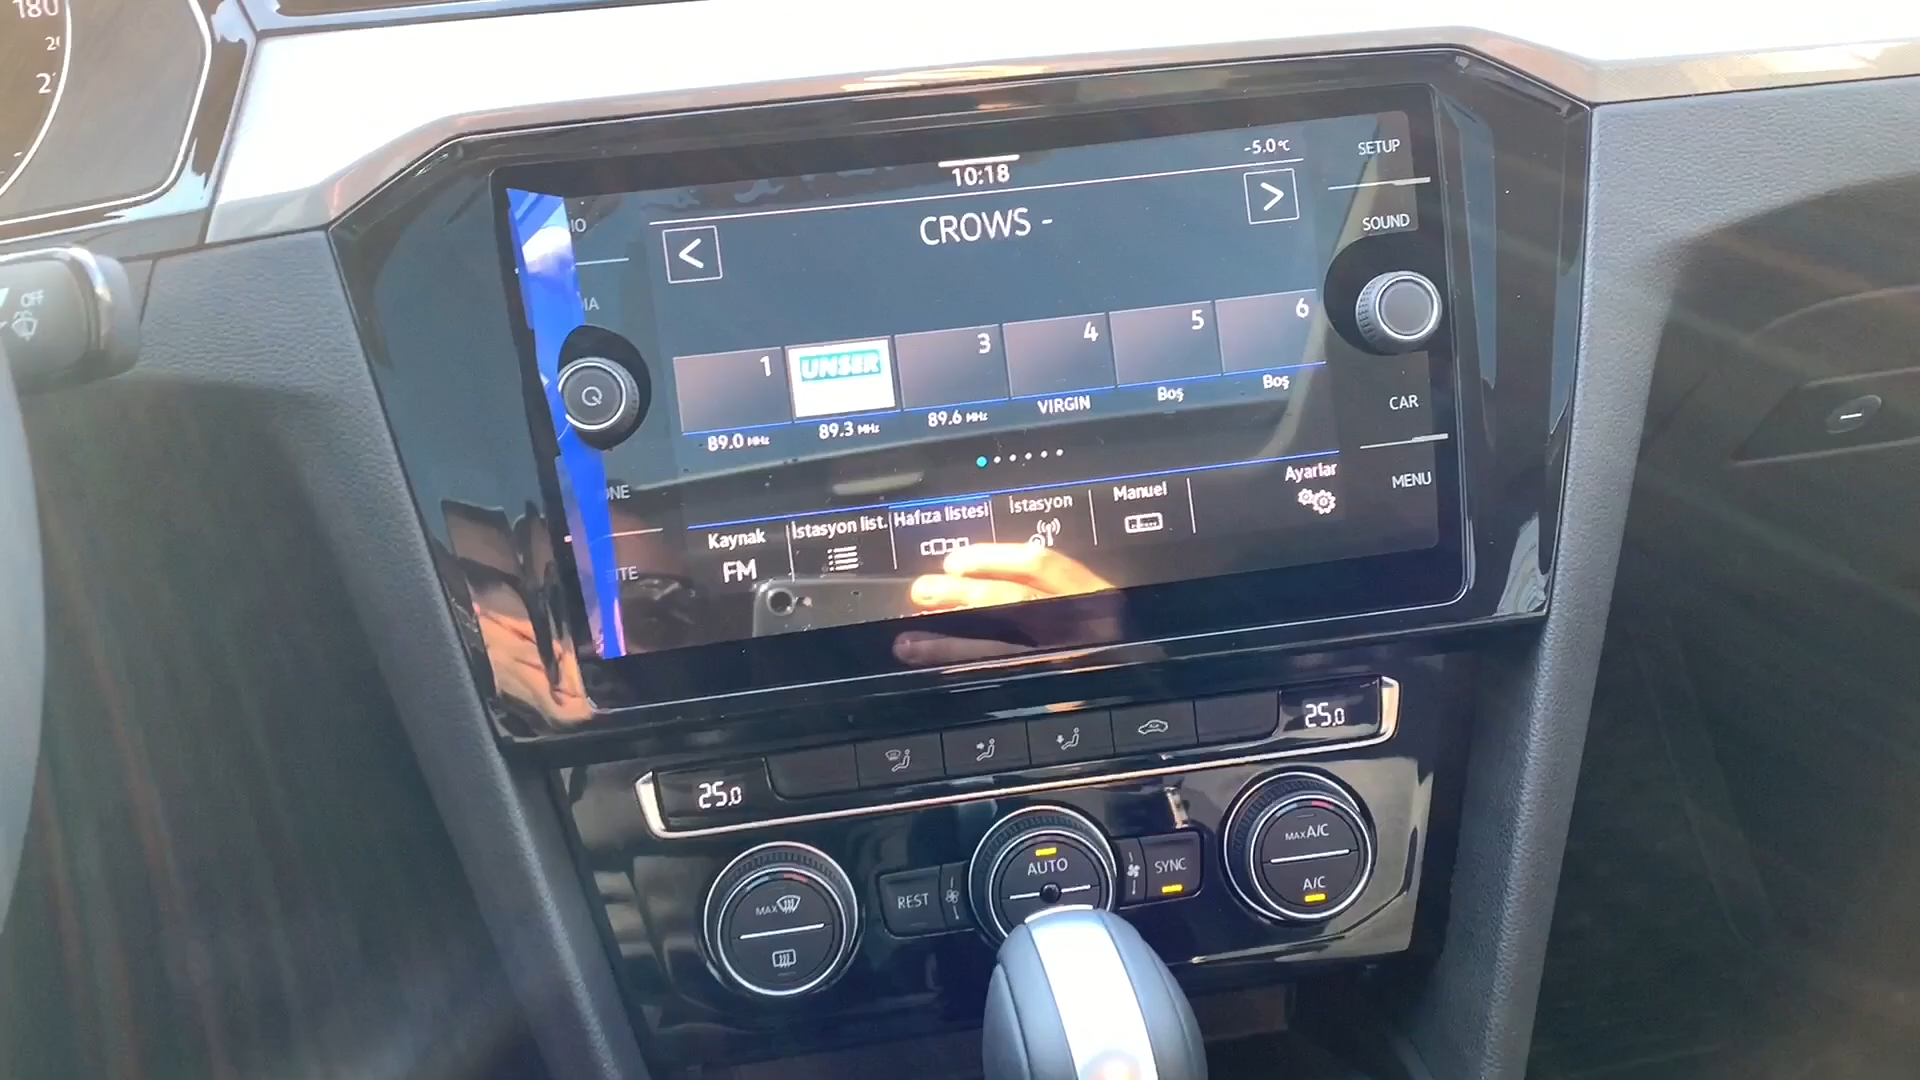 180
10:18
-5.0°C
SETUP
CROWS -
SOUND
1
UNSER
3
4
5
6
89.0 MHz
89.3 MHz
89.6 MHz
VIRGIN
Boş
Boş
CAR
MENU
Kaynak
FM
İstasyon list.
Hafıza listesi
İstasyon
Manuel
Ayarlar
OFF
25.0
25.0
MAX
REST
AUTO
SYNC
MAX A/C
A/C